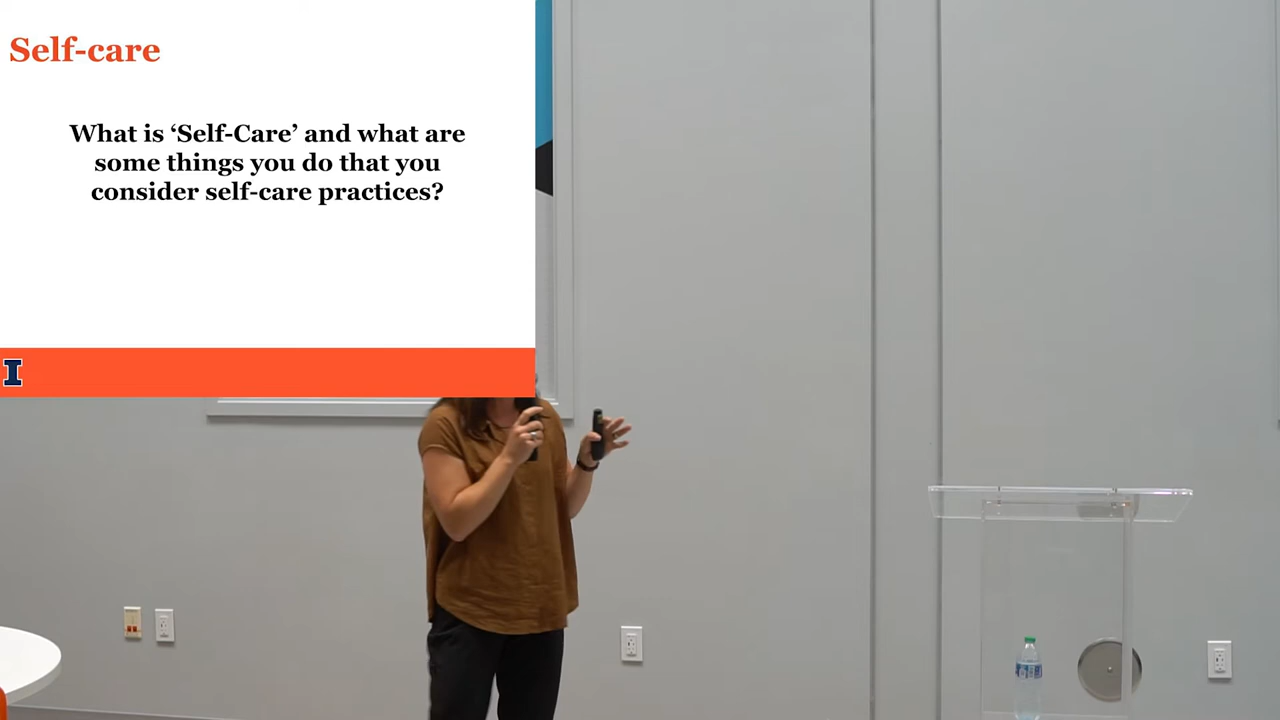 Self-care
What is ‘Self-Care’ and what are
some things you do that you
consider self-care practices?
I